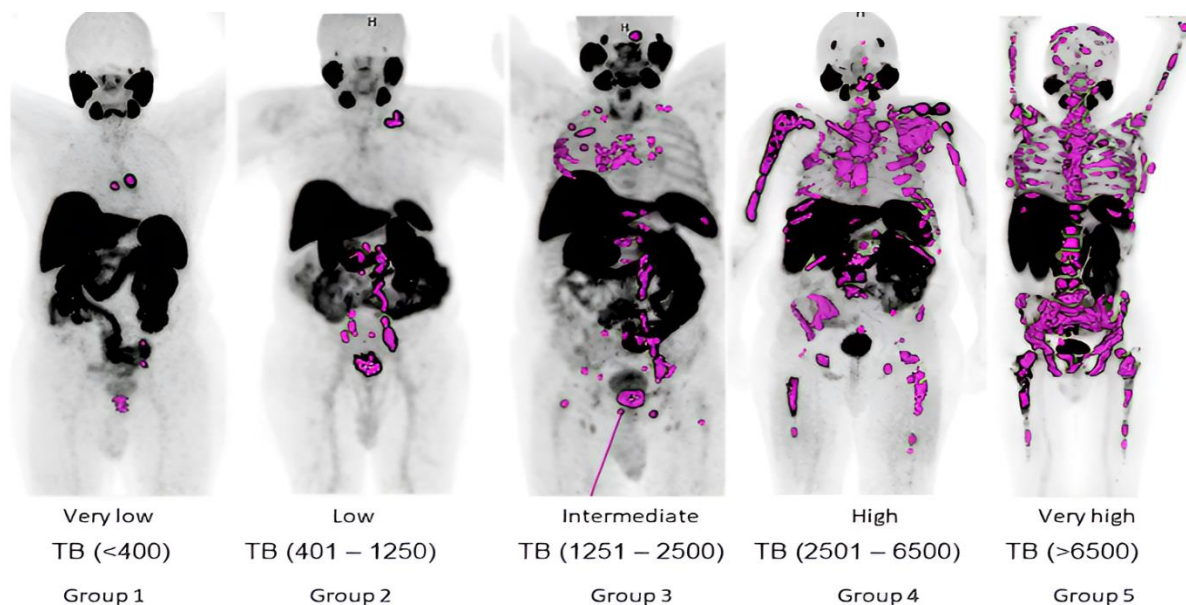 H
H
H
Very low
Low
Intermediate
High
Very high
TB (<400)
TB (401 – 1250)
TB (1251 – 2500)
TB (2501 – 6500)
TB (>6500)
Group 1
Group 2
Group 3
Group 4
Group 5